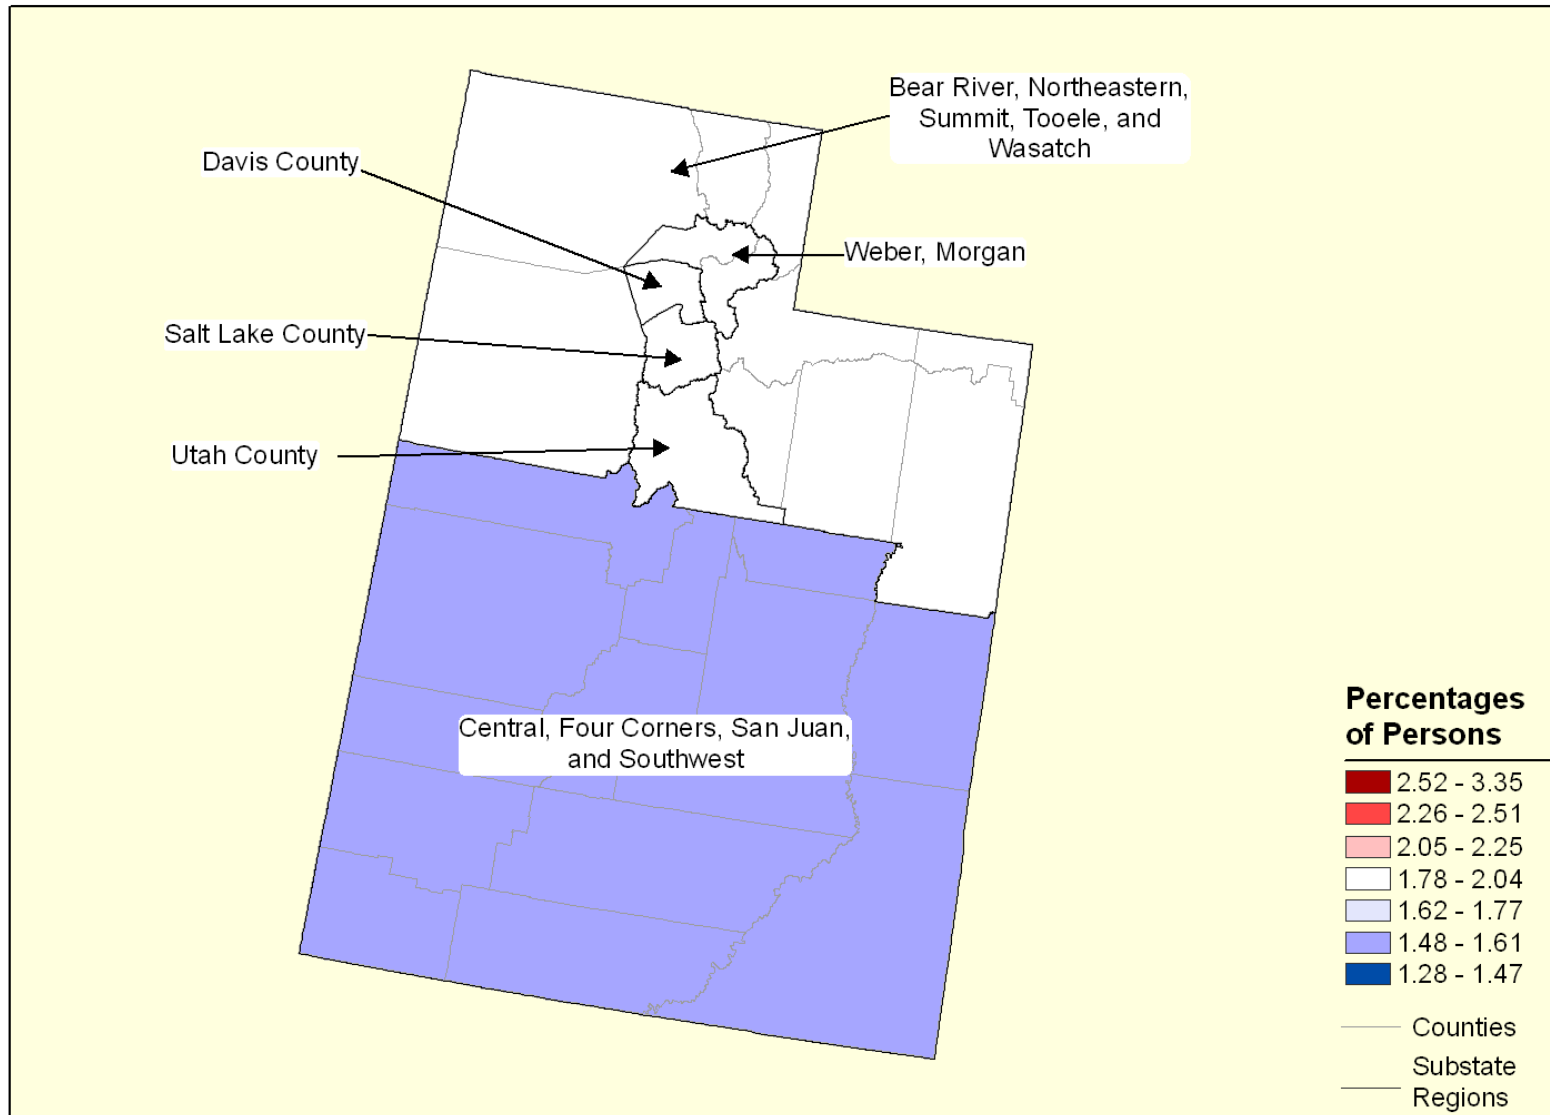 Bear River, Northeastern,
Summit, Tooele, and
Wasatch
Davis County
Weber, Morgan
Salt Lake County
Utah County
Central, Four Corners, San Juan,
and Southwest
Percentages
of Persons
2.52 - 3.35
2.26 - 2.51
2.05 - 2.25
1.78 - 2.04
1.62 - 1.77
1.48 - 1.61
1.28 - 1.47
Counties
Substate
Regions